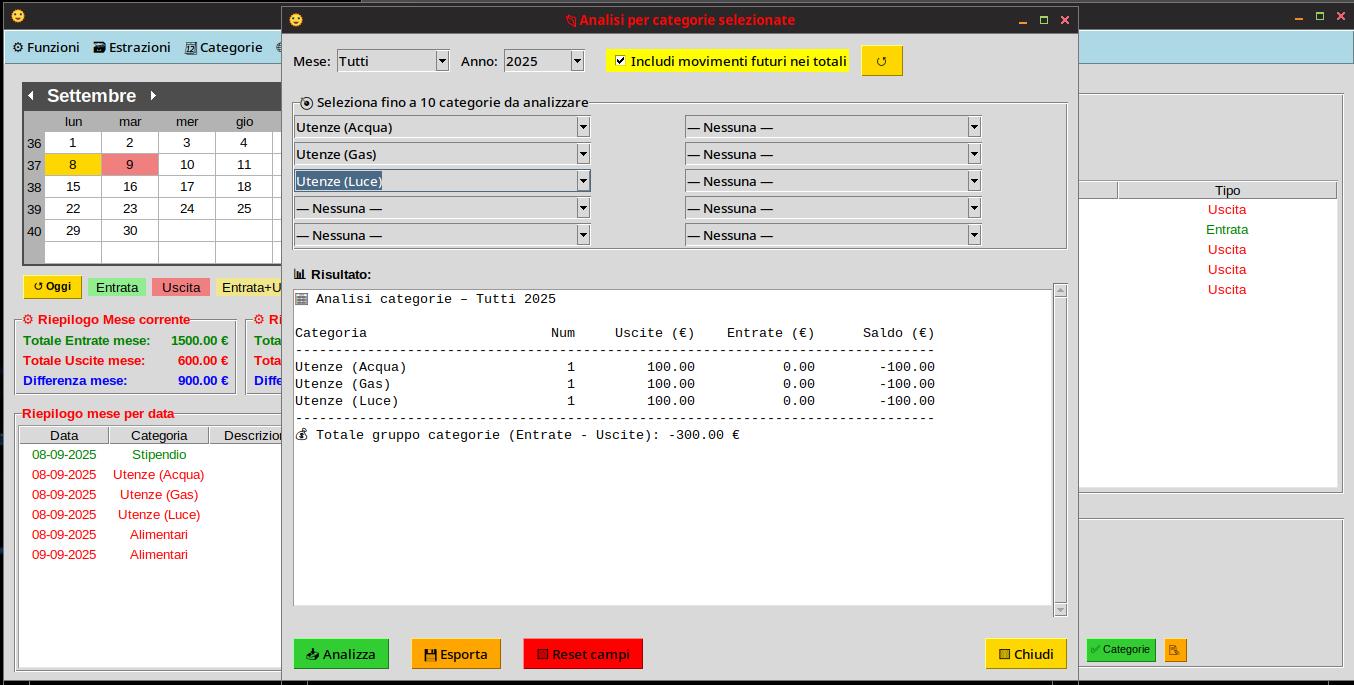 Analisi per categorie selezionate
Funzioni Estrazioni Categorie
Mese: Tutti Anno: 2025 Includi movimenti futuri nei totali
Settembre
lun mar mer gio
36 1 2 3 4
37 8 9 10 11
38 15 16 17 18
39 22 23 24 25
40 29 30
Oggi Entrata Uscita Entrata+U
Riepilogo Mese corrente
Totale Entrate mese: 1500.00 €
Totale Uscite mese: 600.00 €
Differenza mese: 900.00 €
Ri
Tota
Tota
Diffe
Riepilogo mese per data
Data Categoria Descrizion
08-09-2025 Stipendio
08-09-2025 Utenze (Acqua)
08-09-2025 Utenze (Gas)
08-09-2025 Utenze (Luce)
08-09-2025 Alimentari
09-09-2025 Alimentari
Seleziona fino a 10 categorie da analizzare
Utenze (Acqua) — Nessuna —
Utenze (Gas) — Nessuna —
Utenze (Luce) — Nessuna —
— Nessuna — — Nessuna —
— Nessuna — — Nessuna —
Risultato:
Analisi categorie – Tutti 2025
Categoria Num Uscite (€) Entrate (€) Saldo (€)
--------------------------------------------------------------------------------
Utenze (Acqua) 1 100.00 0.00 -100.00
Utenze (Gas) 1 100.00 0.00 -100.00
Utenze (Luce) 1 100.00 0.00 -100.00
--------------------------------------------------------------------------------
Totale gruppo categorie (Entrate - Uscite): -300.00 €
Analizza Esporta Reset campi Chiudi
Tipo
Uscita
Entrata
Uscita
Uscita
Uscita
Categorie